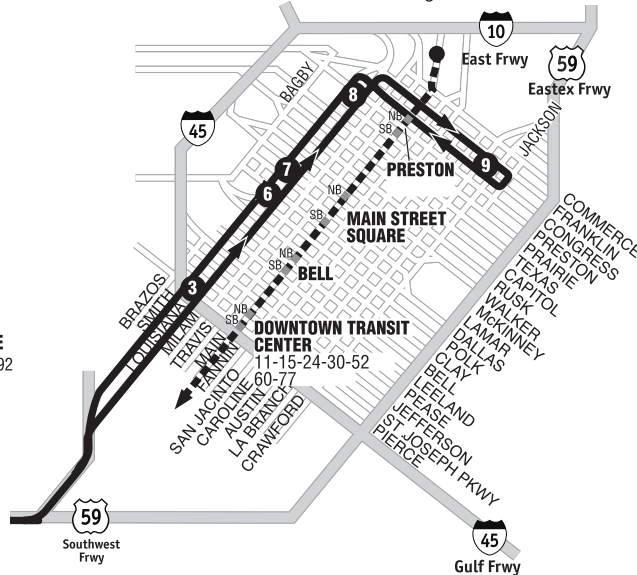 10
East Frwy
59
Eastex Frwy
BAGBY
8
45
NB
SB
JACKSON
PRESTON
9
7
6
NB
SB
MAIN STREET
SQUARE
COMMERCE
FRANKLIN
CONGRESS
PRESTON
PRAIRIE
TEXAS
CAPITOL
RUSK
WALKER
MCKINNEY
LAMAR
DALLAS
POLK
CLAY
BELL
LEELAND
PEASE
JEFFERSON
ST JOSEPH PKWY
PIERCE
NB
SB
BELL
3
BRAZOS
SMITH
LOUISIANA
MILAM
TRAVIS
MAIN
FANNIN
SAN JACINTO
CAROLINE
AUSTIN
LA BRANCH
CRAWFORD
NB
SB
DOWNTOWN TRANSIT
CENTER
11-15-24-30-52
60-77
E
92
59
Southwest
Frwy
45
Gulf Frwy